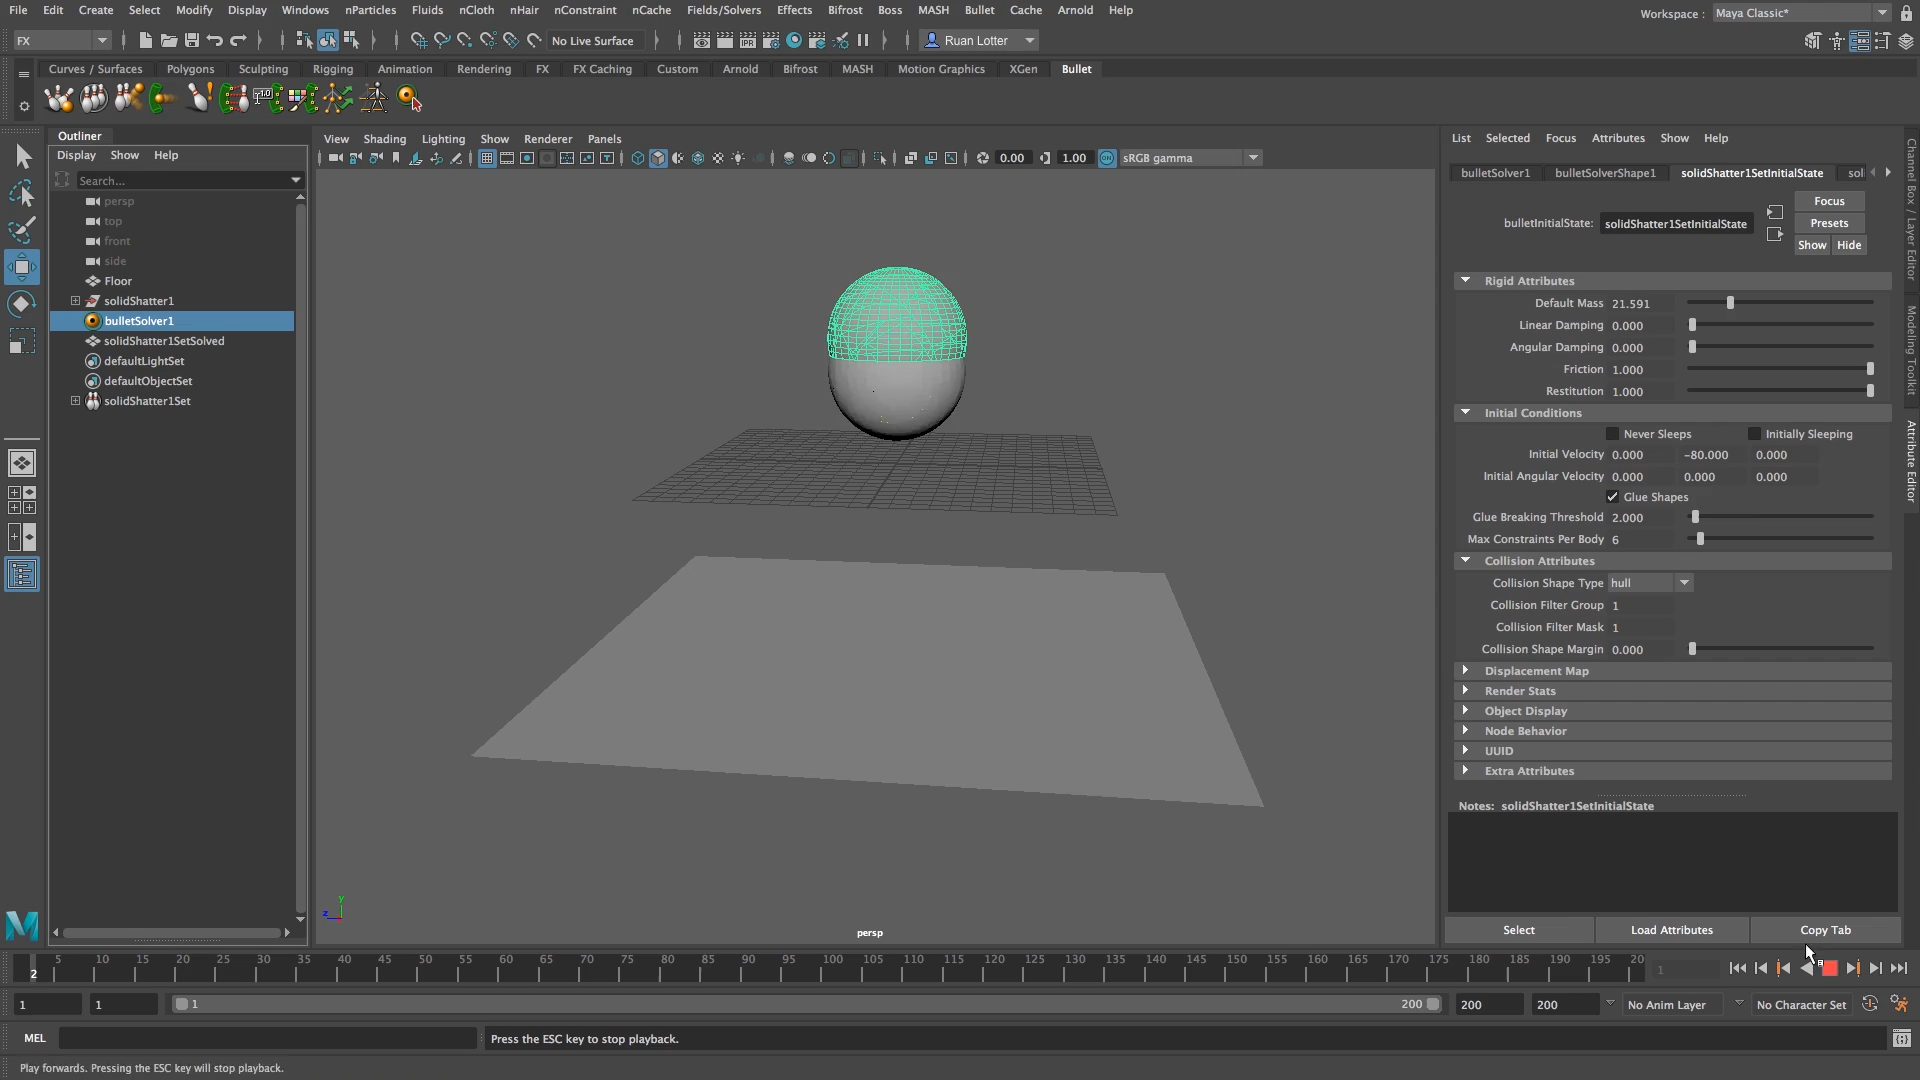 File Edit Create Select Modify Display Windows nParticles Fluids nCloth nHair nConstraint nCache Fields/Solvers Effects Bifrost Boss MASH Bullet Cache Arnold Help
Workspace : Maya Classic*
FX No Live Surface IPR Ruan Lotter
Curves / Surfaces Polygons Sculpting Rigging Animation Rendering FX FX Caching Custom Arnold Bifrost MASH Motion Graphics XGen Bullet
1.0
Outliner
Display Show Help
Search...
persp
top
front
side
Floor
solidShatter1
bulletSolver1
solidShatter1SetSolved
defaultLightSet
defaultObjectSet
solidShatter1Set
View Shading Lighting Show Renderer Panels
0.00 1.00 ON sRGB gamma
y
z
persp
List Selected Focus Attributes Show Help
bulletSolver1 bulletSolverShape1 solidShatter1SetInitialState sol
bulletInitialState: solidShatter1SetInitialState
Focus
Presets
Show Hide
Rigid Attributes
Default Mass 21.591
Linear Damping 0.000
Angular Damping 0.000
Friction 1.000
Restitution 1.000
Initial Conditions
Never Sleeps Initially Sleeping
Initial Velocity 0.000 -80.000 0.000
Initial Angular Velocity 0.000 0.000 0.000
Glue Shapes
Glue Breaking Threshold 2.000
Max Constraints Per Body 6
Collision Attributes
Collision Shape Type hull
Collision Filter Group 1
Collision Filter Mask 1
Collision Shape Margin 0.000
Displacement Map
Render Stats
Object Display
Node Behavior
UUID
Extra Attributes
Notes: solidShatter1SetInitialState
Select Load Attributes Copy Tab
Channel Box / Layer Editor
Modeling Toolkit
Attribute Editor
2 5 10 15 20 25 30 35 40 45 50 55 60 65 70 75 80 85 90 95 100 105 110 115 120 125 130 135 140 145 150 155 160 165 170 175 180 185 190 195 20 1
1 1 1 200 200 200 No Anim Layer No Character Set
MEL Press the ESC key to stop playback.
Play forwards. Pressing the ESC key will stop playback.